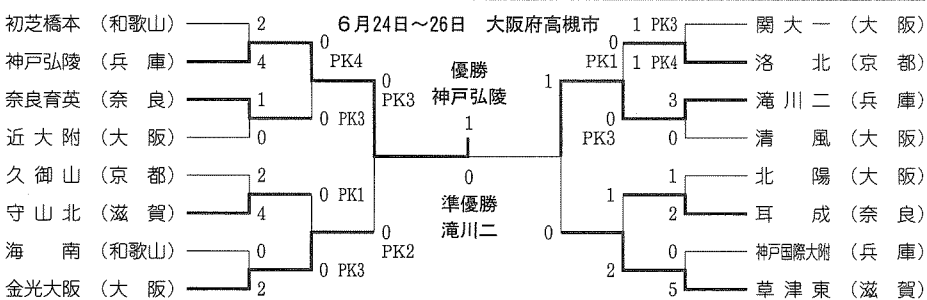 6月24日～26日 大阪府高槻市
初芝橋本 （和歌山） 2
神戸弘陵 （兵 庫） 4
0
PK4
奈良育英 （奈 良） 1
近大附 （大 阪） 0
0 PK3
0
PK3
久御山 （京 都） 2
守山北 （滋 賀） 4
0 PK1
海 南 （和歌山） 0
金光大阪 （大 阪） 2
0 PK3
0
PK2
優勝
神戸弘陵
1
0
準優勝
滝川二
1 PK3 関大一 （大 阪）
1 PK4 洛 北 （京 都）
0
PK1
3 滝川二 （兵 庫）
0 清 風 （大 阪）
0
PK3
1
1 北 陽 （大 阪）
2 耳 成 （奈 良）
1
0 神戸国際大附 （兵 庫）
5 草津東 （滋 賀）
2
0